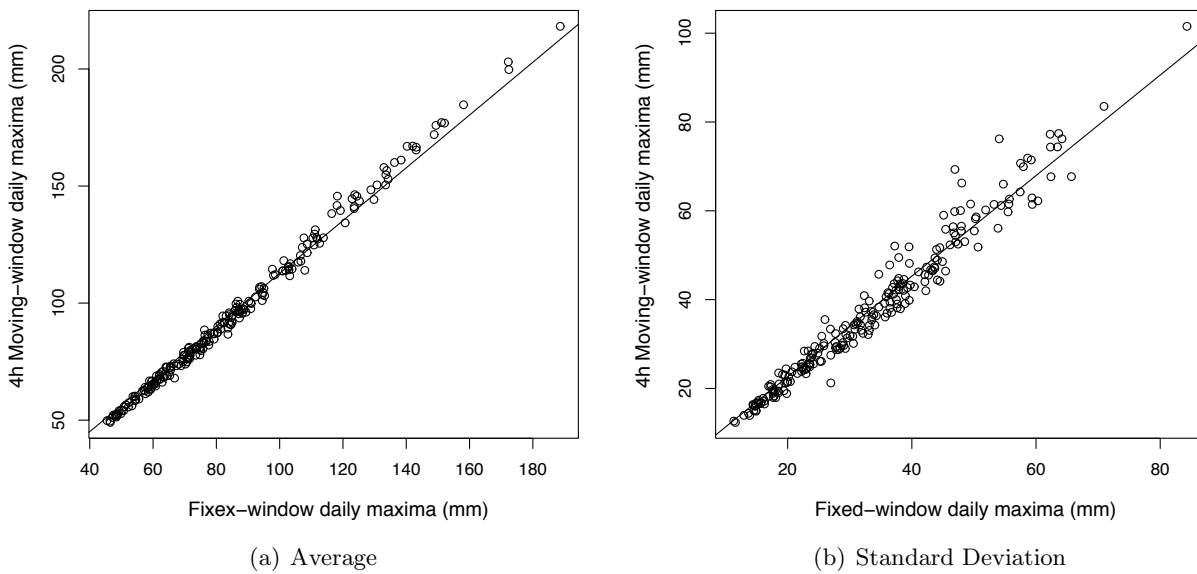 4h Moving−window daily maxima (mm)
200
150
100
50
40 60 80 100 120 140 160 180
Fixex−window daily maxima (mm)
(a) Average
4h Moving−window daily maxima (mm)
100
80
60
40
20
20 40 60 80
Fixed−window daily maxima (mm)
(b) Standard Deviation